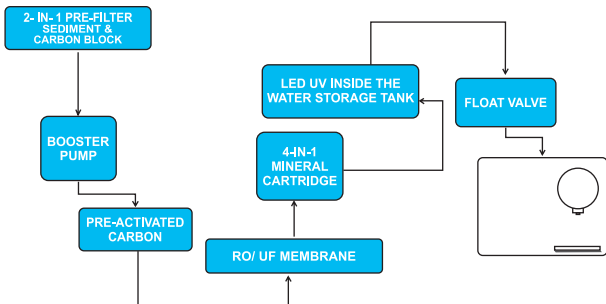 2- IN- 1 PRE-FILTER
SEDIMENT &
CARBON BLOCK
BOOSTER
PUMP
PRE-ACTIVATED
CARBON
RO/ UF MEMBRANE
4-IN-1
MINERAL
CARTRIDGE
LED UV INSIDE THE
WATER STORAGE TANK
FLOAT VALVE